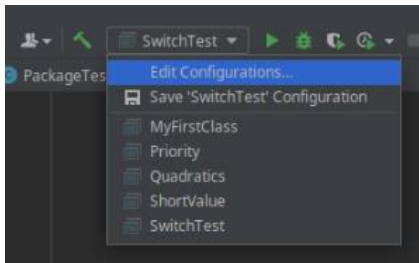 SwitchTest
PackageTes
Edit Configurations...
Save 'SwitchTest' Configuration
MyFirstClass
Priority
Quadratics
ShortValue
SwitchTest